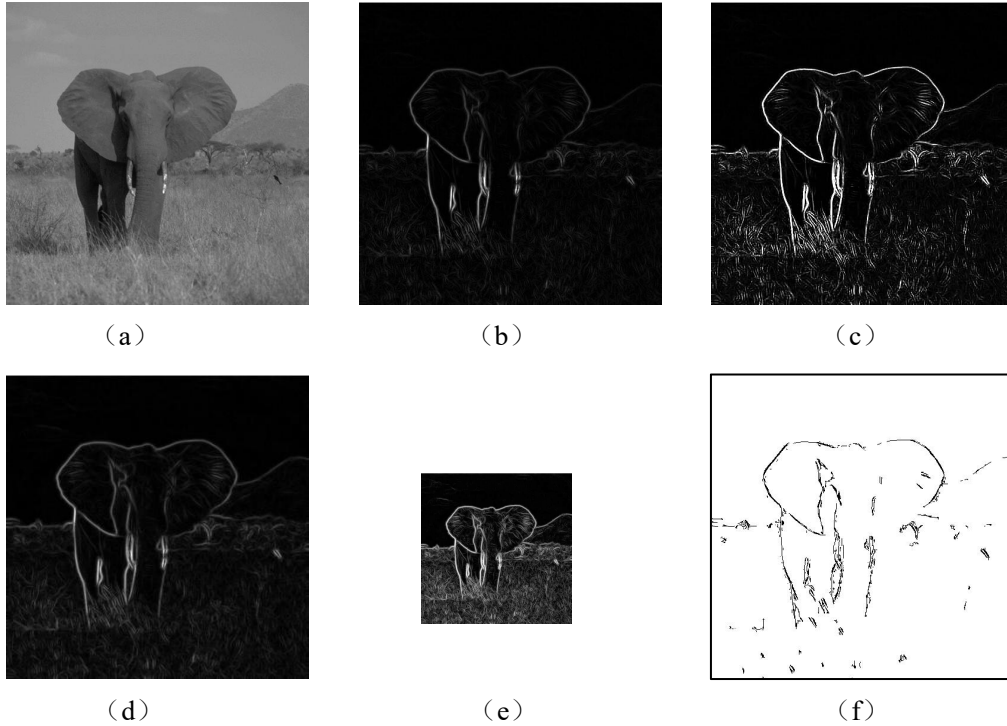 （a）
（b）
（c）
（d）
（e）
（f）